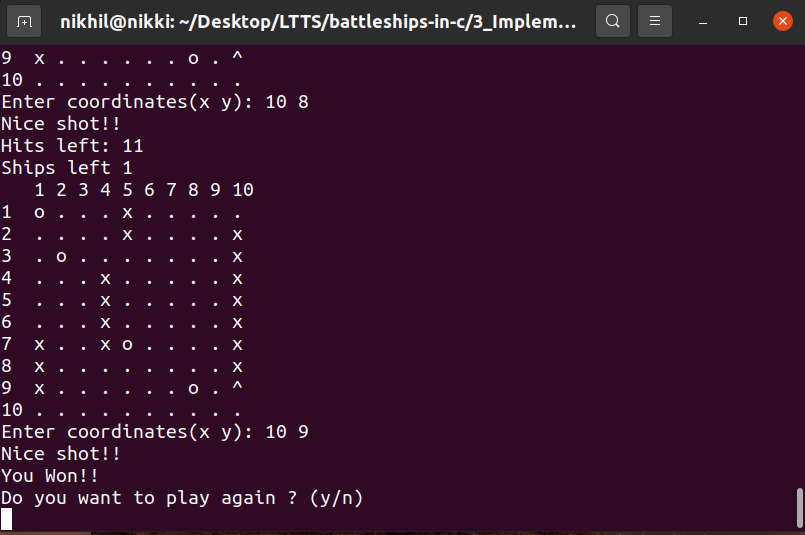 nikhil@nikki: ~/Desktop/LTTS/battleships-in-c/3_Implem...
9  x . . . . . . o . ^
10 . . . . . . . . . .
Enter coordinates(x y): 10 8
Nice shot!!
Hits left: 11
Ships left 1
   1 2 3 4 5 6 7 8 9 10
1  o . . . x . . . . .
2  . . . . x . . . . x
3  . o . . . . . . . x
4  . . . x . . . . . x
5  . . . x . . . . . x
6  . . . x . . . . . x
7  x . . x o . . . . x
8  x . . . . . . . . x
9  x . . . . . . o . ^
10 . . . . . . . . . .
Enter coordinates(x y): 10 9
Nice shot!!
You Won!!
Do you want to play again ? (y/n)